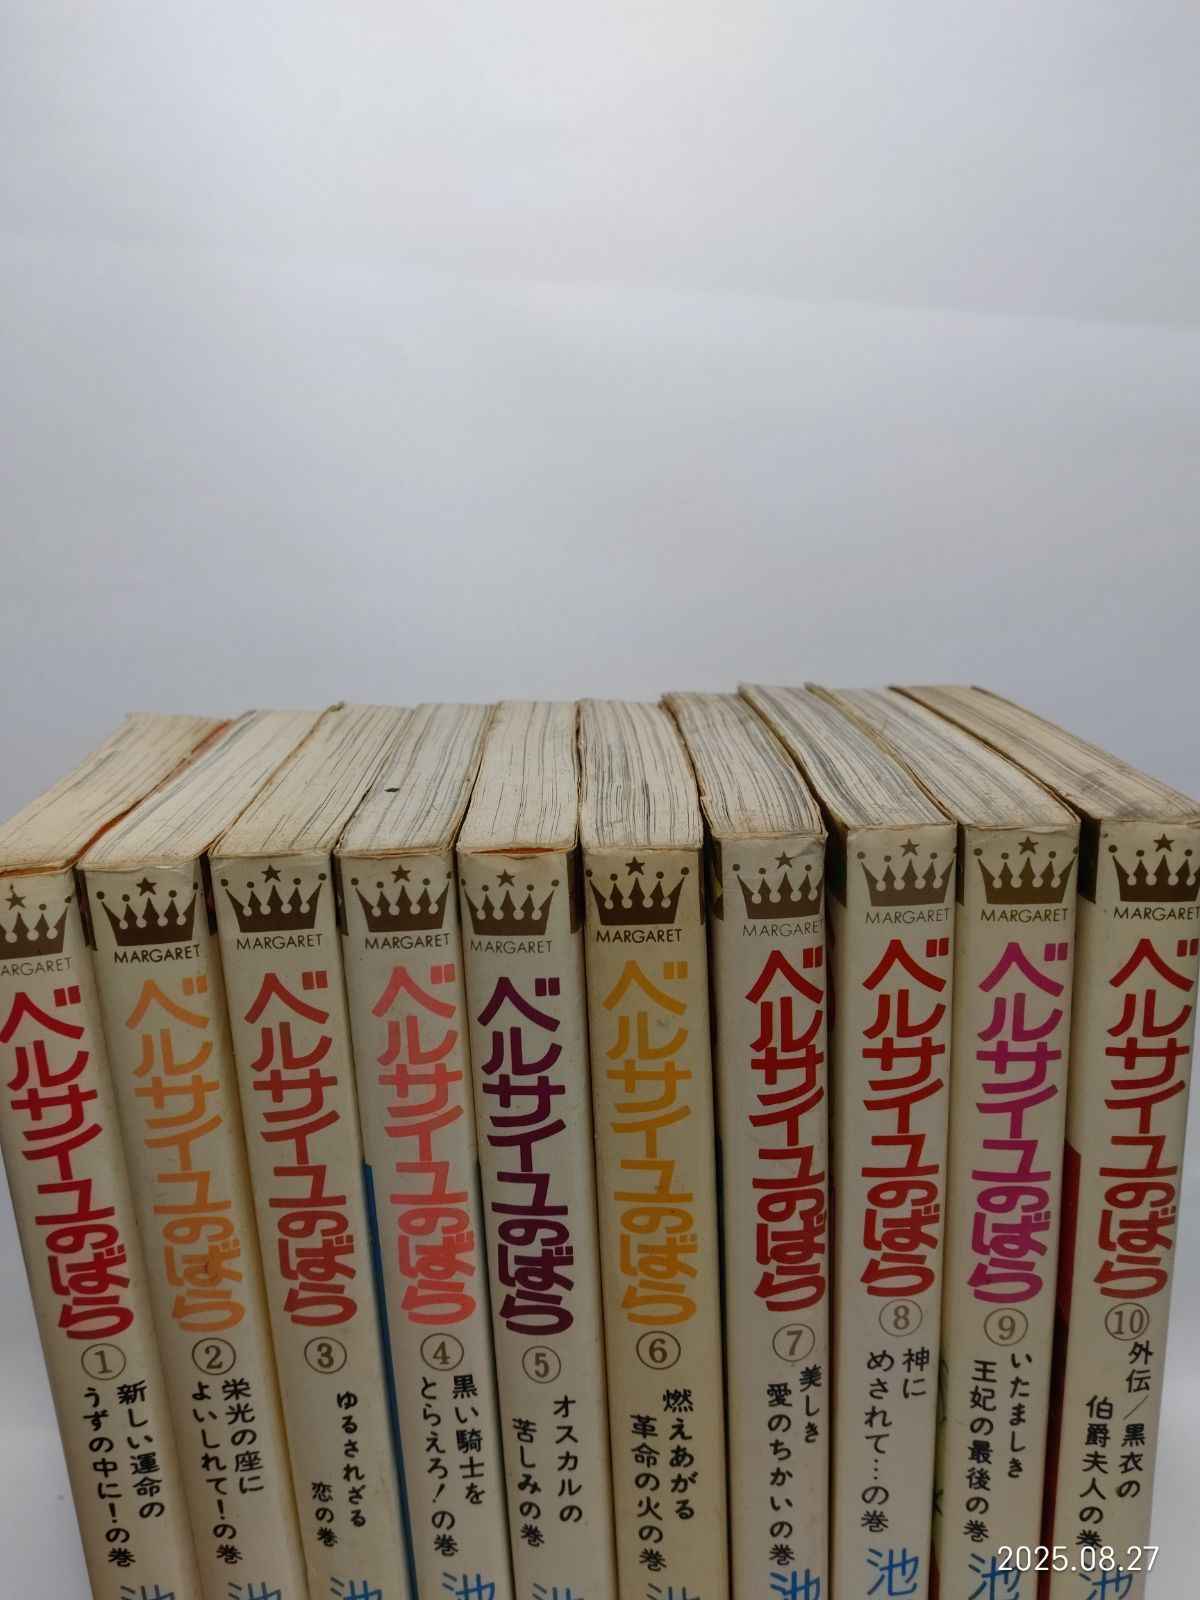 ARGARET
ベルサイユのばら
①
新しい運命の
うずの中に!の巻
池
MARGARET
ベルサイユのばら
②
栄光の座に
よいしれて!の巻
池
MARGARET
ベルサイユのばら
③
ゆるされざる
恋の巻
池
MARGARET
ベルサイユのばら
④
黒い騎士を
とらえろ!の巻
池
MARGARET
ベルサイユのばら
⑤
オスカルの
苦しみの巻
池
MARGARET
ベルサイユのばら
⑥
燃えあがる
革命の火の巻
池
MARGARET
ベルサイユのばら
⑦
美しき
愛のちかいの巻
池
MARGARET
ベルサイユのばら
⑧
神に
めされて…の巻
池
MARGARET
ベルサイユのばら
⑨
いたましき
王妃の最後の巻
池
MARGARET
ベルサイユのばら
⑩
外伝/黒衣の
伯爵夫人の巻
池
2025.08.27